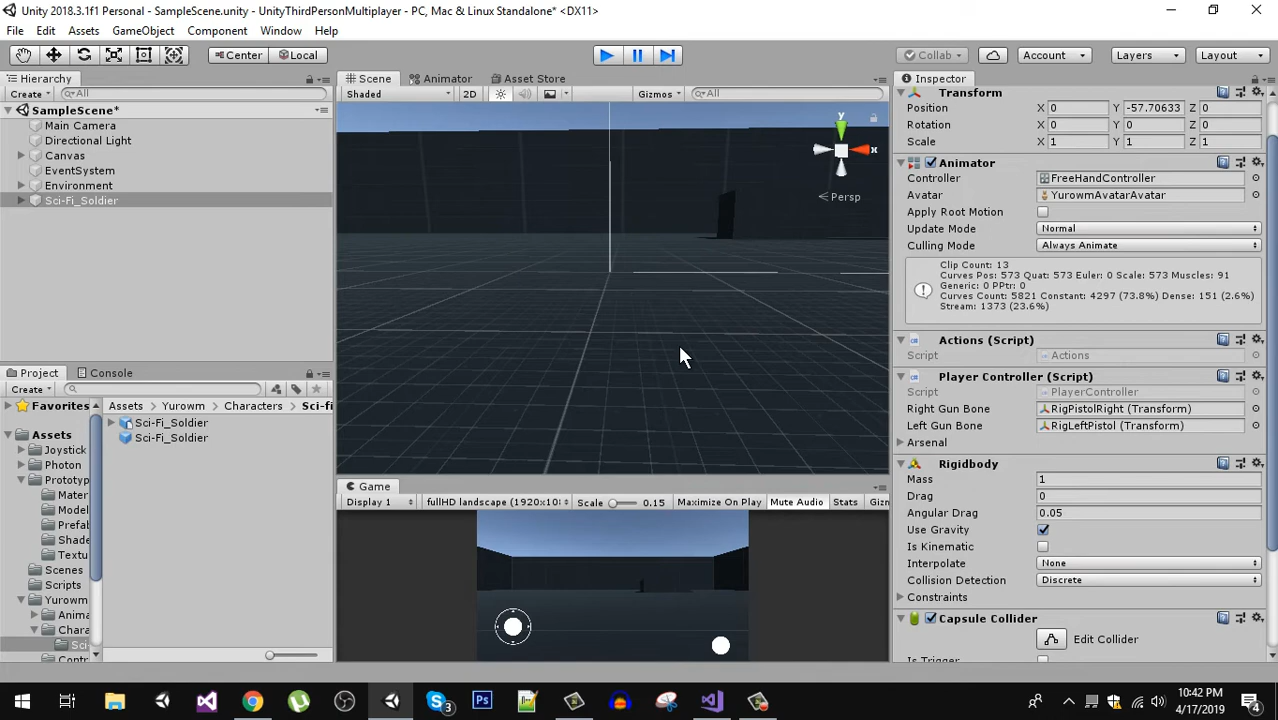 Unity 2018.3.1f1 Personal - SampleScene.unity - UnityThirdPersonMultiplayer - PC, Mac & Linux Standalone* <DX11>
File Edit Assets GameObject Component Window Help
Center Local Collab Account Layers Layout
Hierarchy Scene Animator Asset Store Inspector
Create All Shaded 2D Gizmos All
SampleScene*
Main Camera
Directional Light
Canvas
EventSystem
Environment
Sci-Fi_Soldier
y
x
Persp
Transform
Position X 0 Y -57.70633 Z 0
Rotation X 0 Y 0 Z 0
Scale X 1 Y 1 Z 1
Animator
Controller FreeHandController
Avatar YurowmAvatarAvatar
Apply Root Motion
Update Mode Normal
Culling Mode Always Animate
Clip Count: 13
Curves Pos: 573 Quat: 573 Euler: 0 Scale: 573 Muscles: 91
Generic: 0 PPtr: 0
Curves Count: 5821 Constant: 4297 (73.8%) Dense: 151 (2.6%)
Stream: 1373 (23.6%)
Actions (Script)
Script Actions
Player Controller (Script)
Script PlayerController
Right Gun Bone RigPistolRight (Transform)
Left Gun Bone RigLeftPistol (Transform)
Arsenal
Rigidbody
Mass 1
Drag 0
Angular Drag 0.05
Use Gravity
Is Kinematic
Interpolate None
Collision Detection Discrete
Constraints
Capsule Collider
Edit Collider
Is Trigger
Project Console
Create
Favorites
Assets
Joystick
Photon
Prototyp
Mater
Model
Prefab
Shade
Textu
Scenes
Scripts
Yurowm
Anima
Chara
Sci
Contr
Assets Yurowm Characters Sci-fi
Sci-Fi_Soldier
Sci-Fi_Soldier
Game
Display 1 fullHD landscape (1920x10 Scale 0.15 Maximize On Play Mute Audio Stats Gizn
3
Ps
10:42 PM
4/17/2019
4